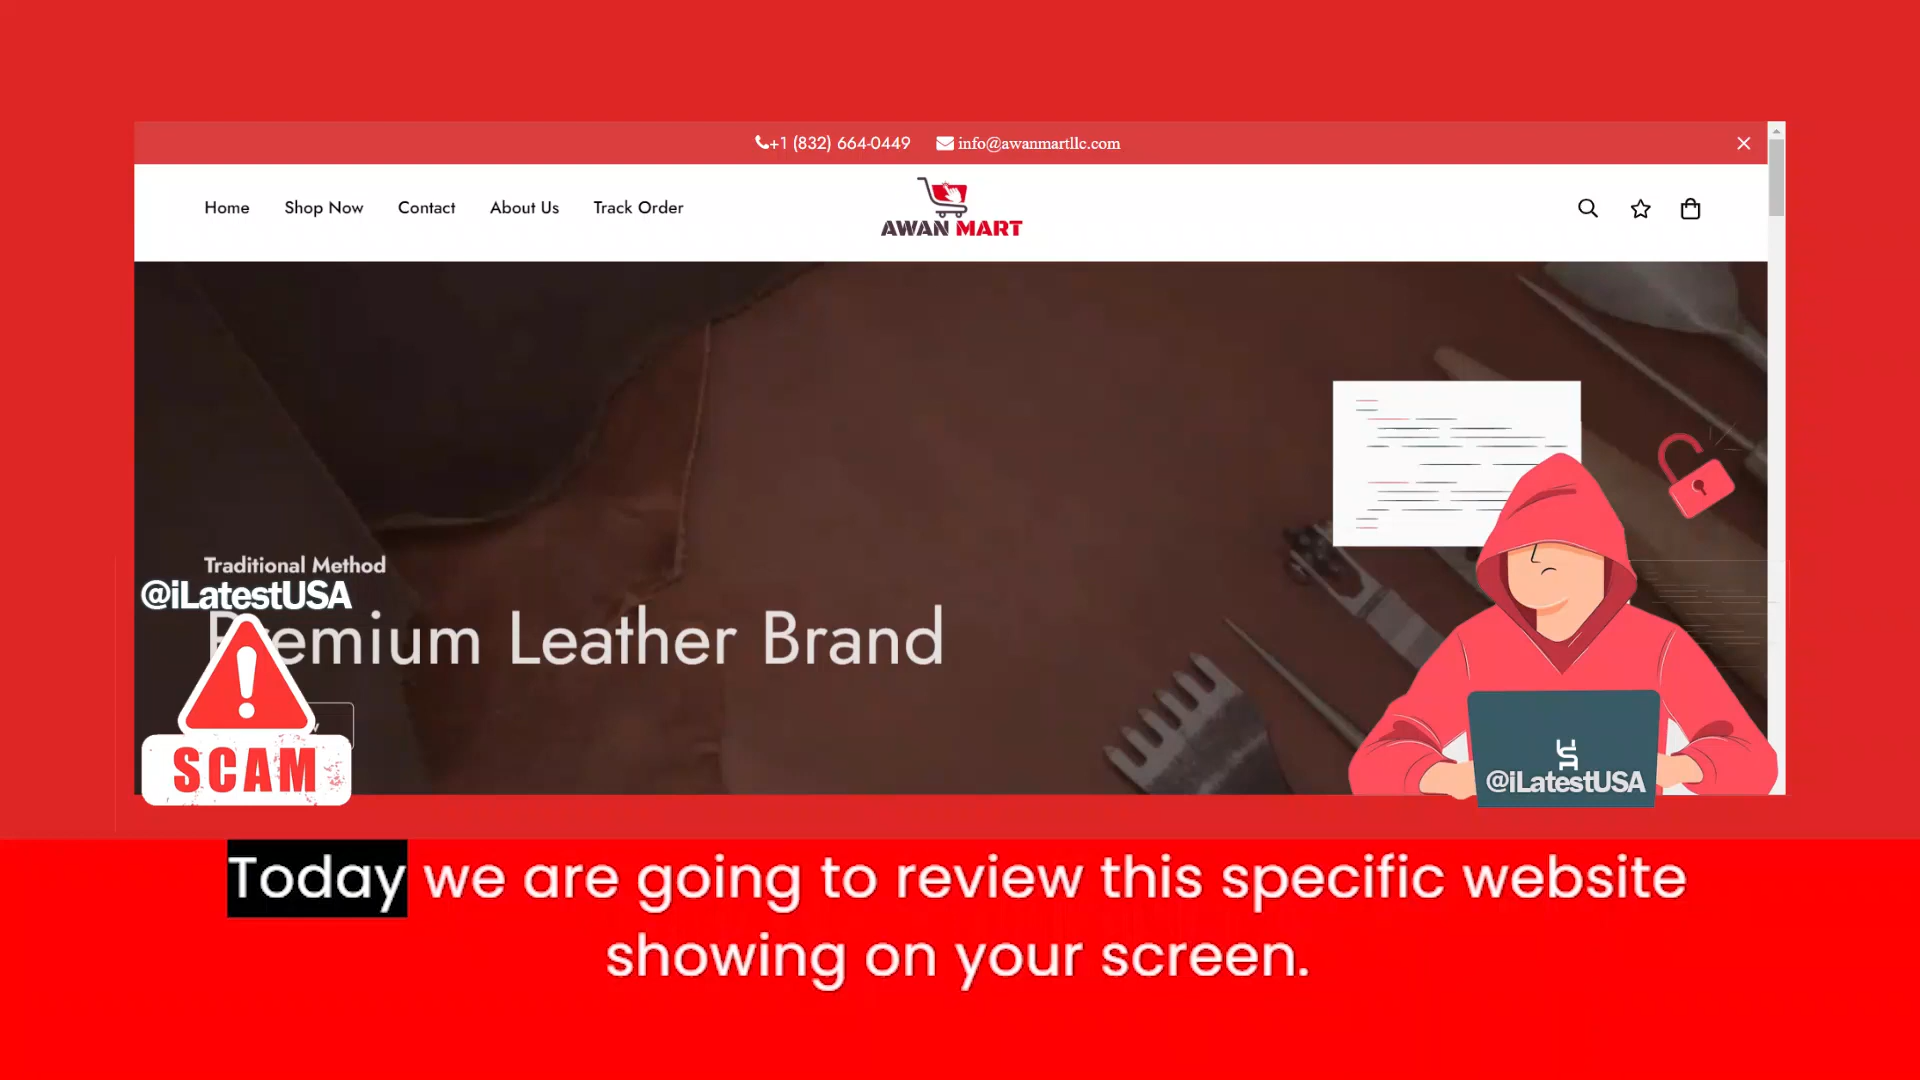 +1 (832) 664-0449 info@awanmartllc.com
Home Shop Now Contact About Us Track Order
AWAN MART
Traditional Method
@iLatestUSA
Premium Leather Brand
SCAM
@iLatestUSA
Today we are going to review this specific website
showing on your screen.